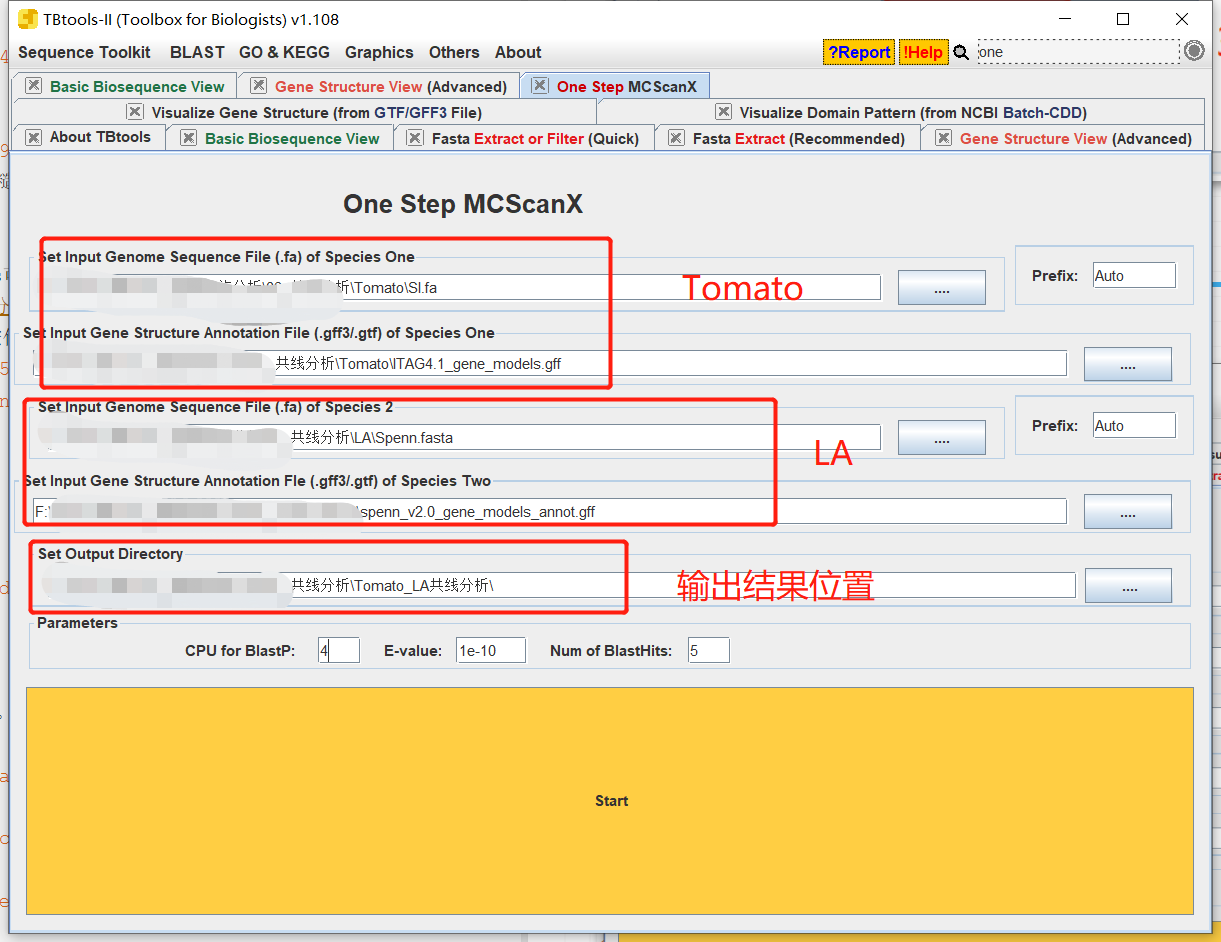 TBtools-II (Toolbox for Biologists) v1.108
Sequence Toolkit BLAST GO & KEGG Graphics Others About ?Report !Help one
Basic Biosequence View Gene Structure View (Advanced) One Step MCScanX
Visualize Gene Structure (from GTF/GFF3 File) Visualize Domain Pattern (from NCBI Batch-CDD)
About TBtools Basic Biosequence View Fasta Extract or Filter (Quick) Fasta Extract (Recommended) Gene Structure View (Advanced)
One Step MCScanX
Set Input Genome Sequence File (.fa) of Species One
\Tomato\Sl.fa .... Prefix: Auto
Tomato
Set Input Gene Structure Annotation File (.gff3/.gtf) of Species One
共线分析\Tomato\ITAG4.1_gene_models.gff ....
Set Input Genome Sequence File (.fa) of Species 2
共线分析\LA\Spenn.fasta .... Prefix: Auto
LA
Set Input Gene Structure Annotation Fle (.gff3/.gtf) of Species Two
F:\ \spenn_v2.0_gene_models_annot.gff ....
Set Output Directory
共线分析\Tomato_LA共线分析\ ....
输出结果位置
Parameters
CPU for BlastP: 4 E-value: 1e-10 Num of BlastHits: 5
Start